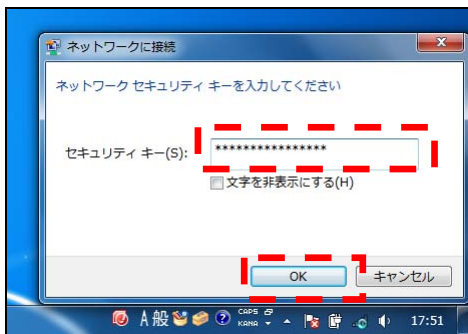 ネットワークに接続
ネットワーク セキュリティ キーを入力してください
セキュリティ キー(S):
****************
文字を非表示にする(H)
OK
キャンセル
A 般
CAPS
KANA
17:51